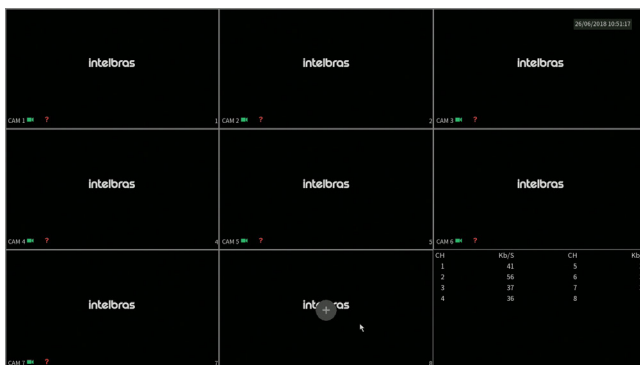 26/06/2018 10:51:17
intelbras
intelbras
intelbras
CAM 1 ? 1
CAM 2 ? 2
CAM 3 ?
intelbras
intelbras
intelbras
CAM 4 ? 4
CAM 5 ? 5
CAM 6 ?
CH Kb/S CH Kb
1 41 5
2 56 6
3 37 7
4 36 8
intelbras
intelbras
CAM 7 ? 7
8